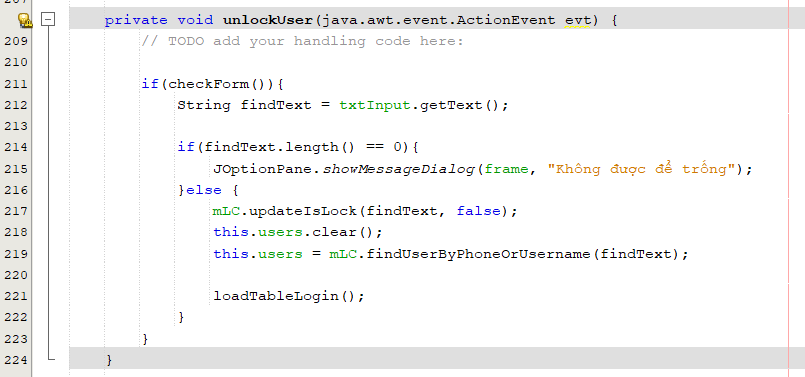 207
private void unlockUser(java.awt.event.ActionEvent evt) {
209 // TODO add your handling code here:
210
211 if(checkForm()){
212 String findText = txtInput.getText();
213
214 if(findText.length() == 0){
215 JOptionPane.showMessageDialog(frame, "Không được để trống");
216 }else {
217 mLC.updateIsLock(findText, false);
218 this.users.clear();
219 this.users = mLC.findUserByPhoneOrUsername(findText);
220
221 loadTableLogin();
222 }
223 }
224 }